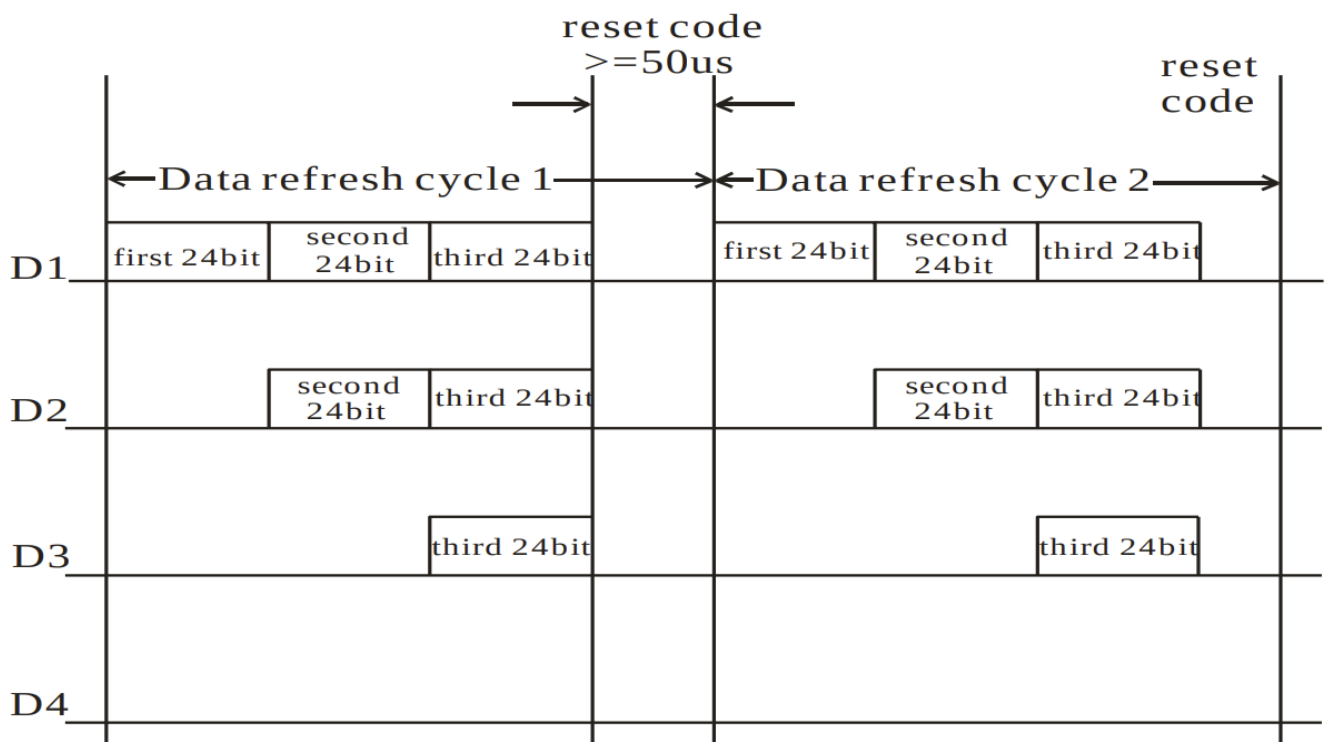 reset code
>=50us
reset
code
Data refresh cycle 1
Data refresh cycle 2
D1
first 24bit
second
24bit
third 24bit
first 24bit
second
24bit
third 24bit
D2
second
24bit
third 24bit
second
24bit
third 24bit
D3
third 24bit
third 24bit
D4